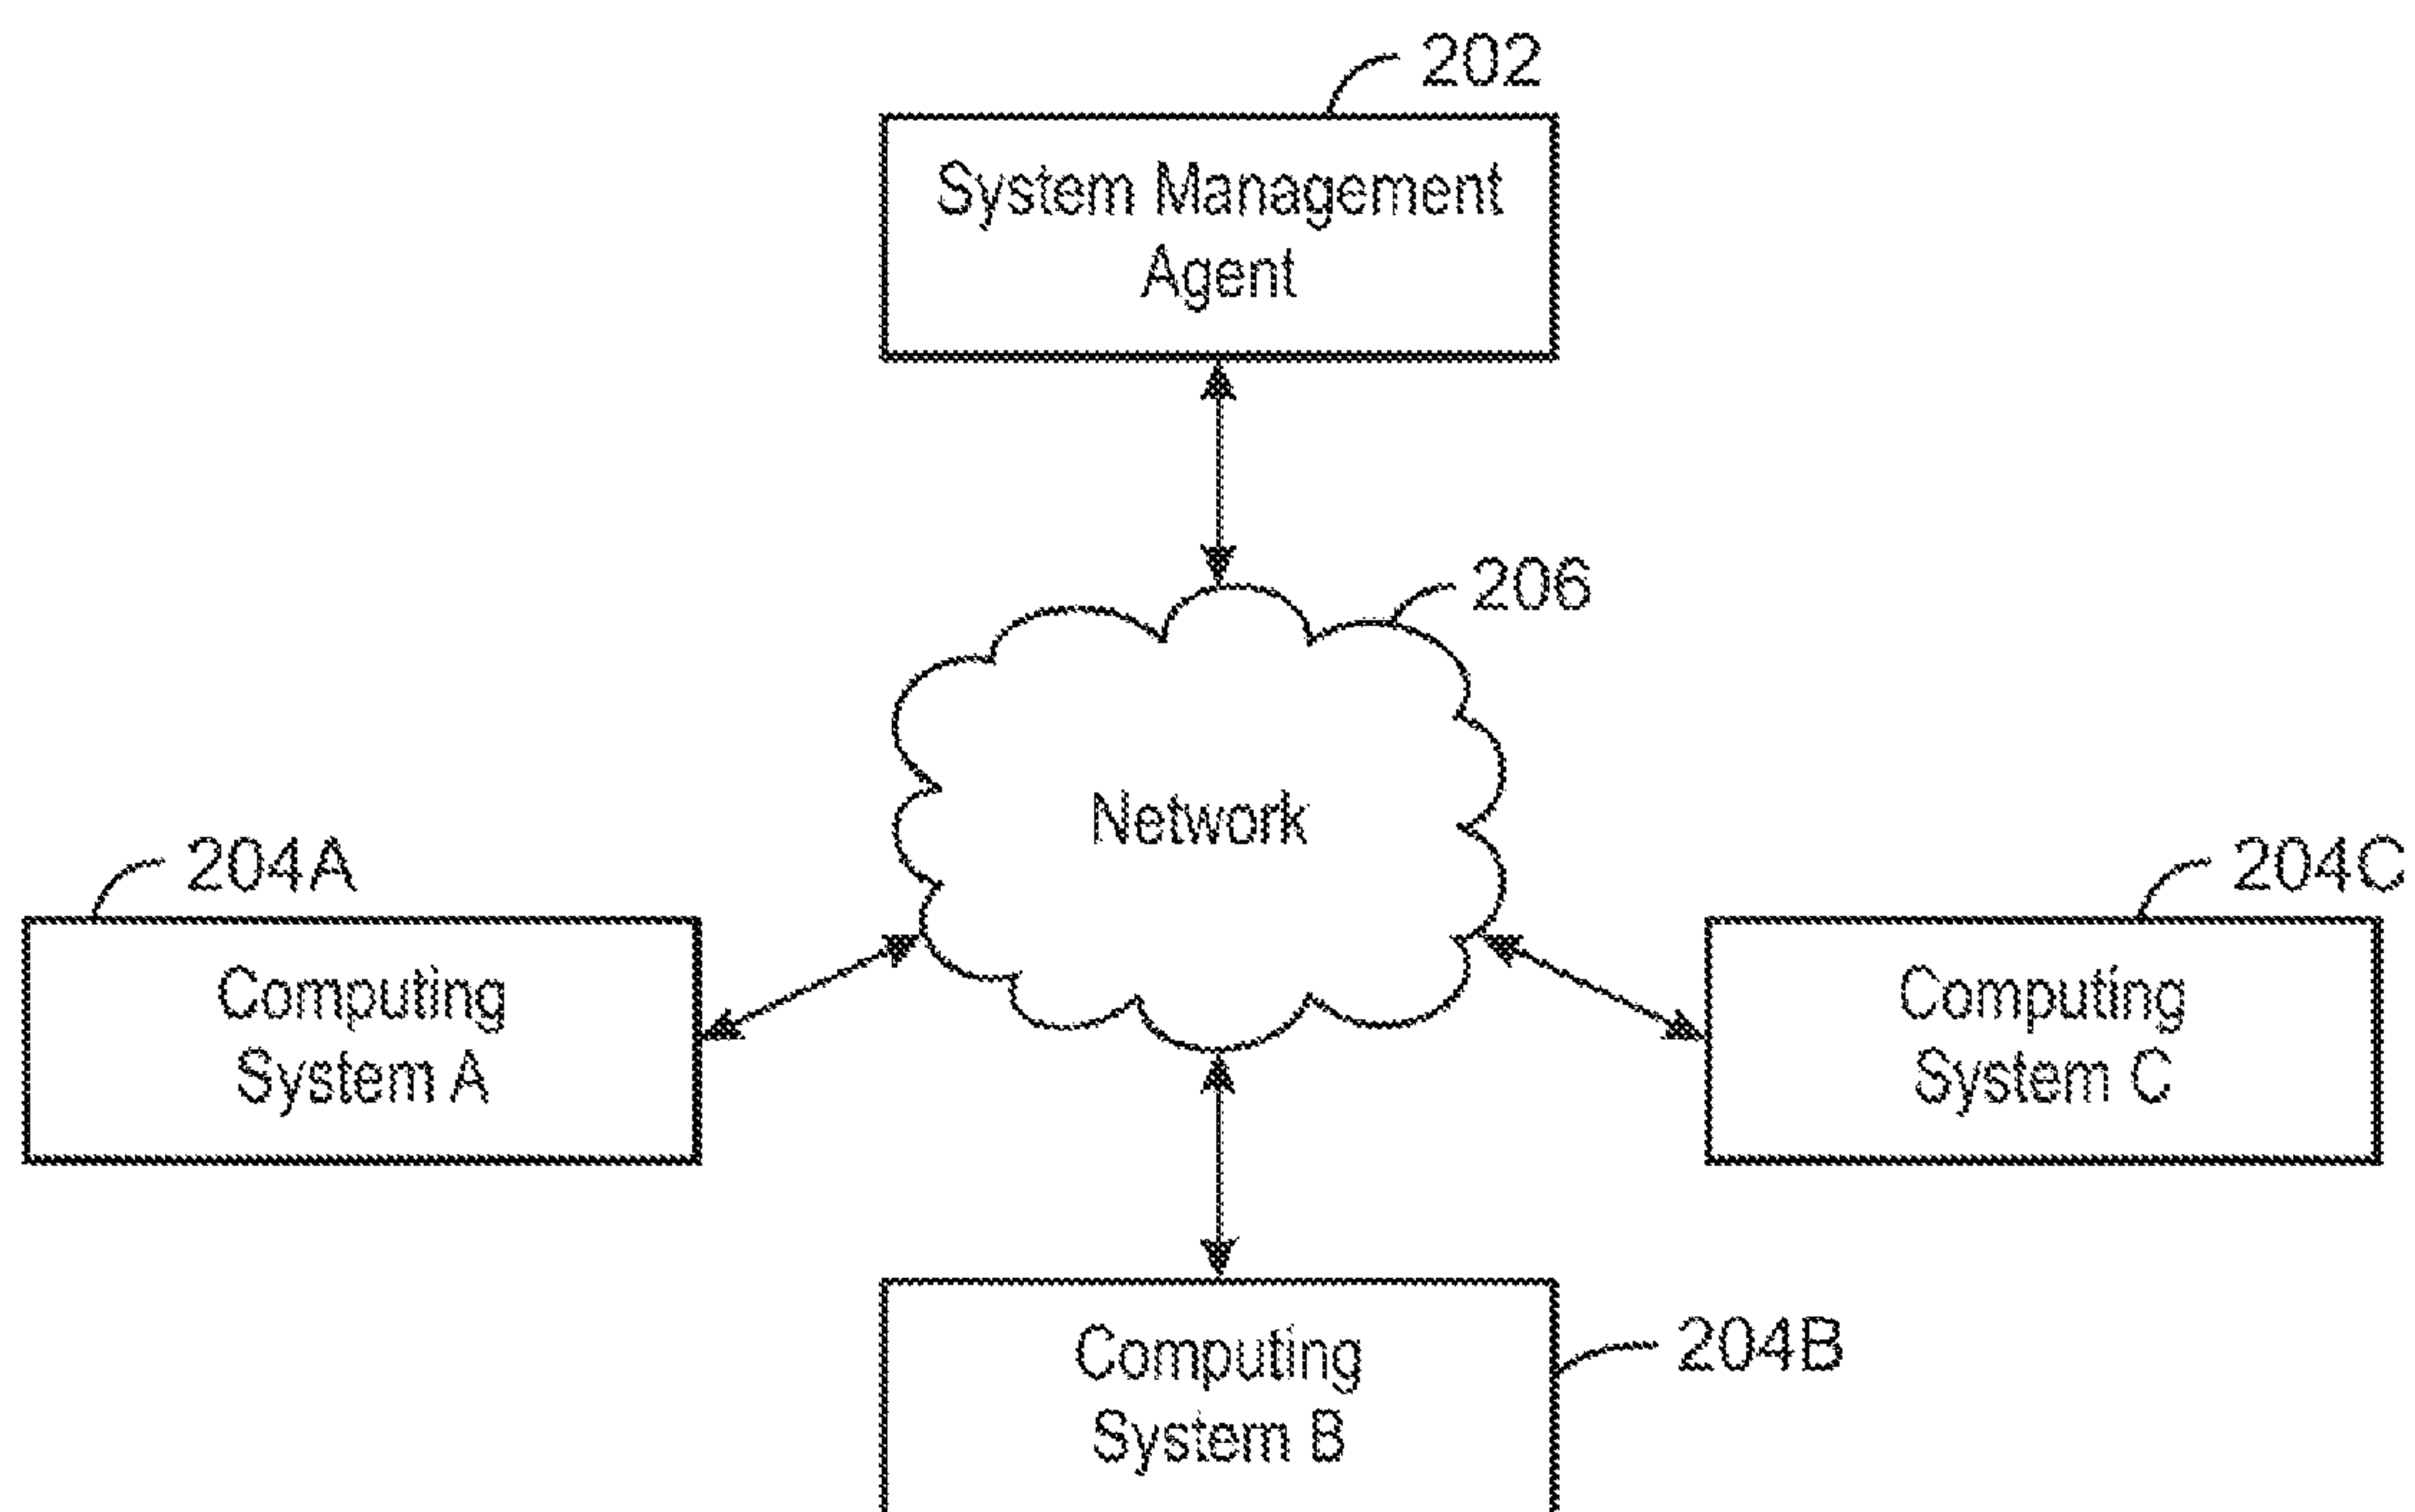 202
System Management
Agent
206
Network
204A
Computing
System A
204C
Computing
System C
204B
Computing
System B